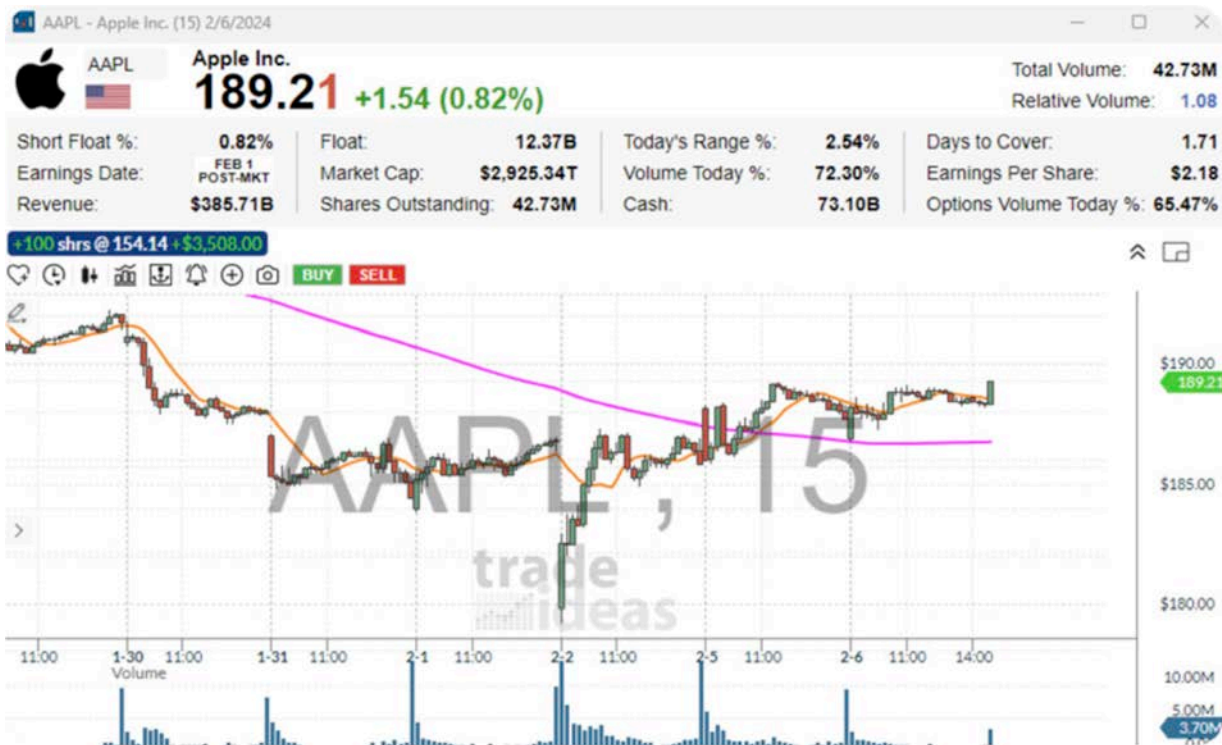 AAPL - Apple Inc. (15) 2/6/2024
AAPL
Apple Inc.
189.21 +1.54 (0.82%)
Total Volume: 42.73M
Relative Volume: 1.08
Short Float %: 0.82% Float: 12.37B Today's Range %: 2.54% Days to Cover: 1.71
Earnings Date: FEB 1 POST-MKT Market Cap: $2,925.34T Volume Today %: 72.30% Earnings Per Share: $2.18
Revenue: $385.71B Shares Outstanding: 42.73M Cash: 73.10B Options Volume Today %: 65.47%
+100 shrs @ 154.14 +$3,508.00
BUY SELL
$190.00
189.21
AAPL , 15
$185.00
trade
ideas
$180.00
11:00 1-30 11:00 1-31 11:00 2-1 11:00 2-2 11:00 2-5 11:00 2-6 11:00 14:00
Volume
10.00M
5.00M
3.70M